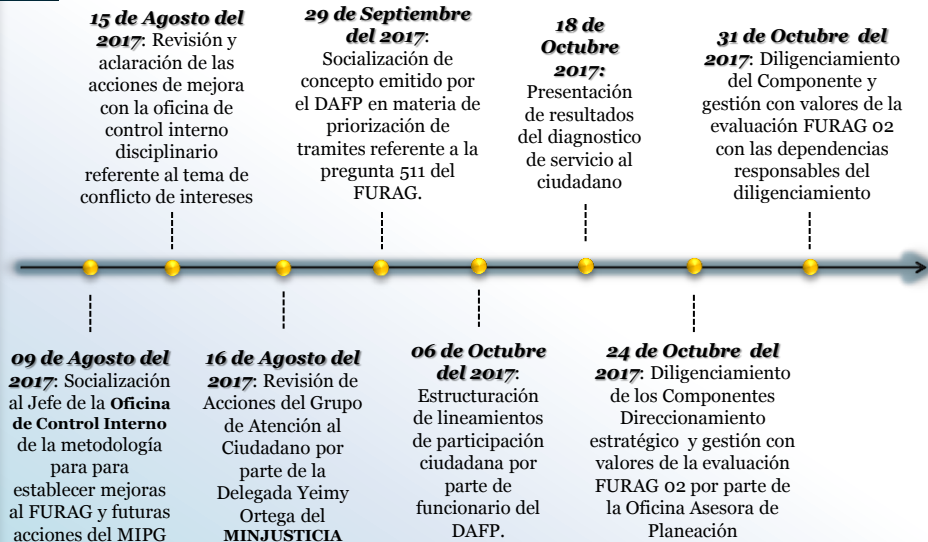 15 de Agosto del
2017: Revisión y
aclaración de las
acciones de mejora
con la oficina de
control interno
disciplinario
referente al tema de
conflicto de intereses
29 de Septiembre
del 2017:
Socialización de
concepto emitido por
el DAFP en materia de
priorización de
tramites referente a la
pregunta 511 del
FURAG.
18 de
Octubre
2017:
Presentación
de resultados
del diagnostico
de servicio al
ciudadano
31 de Octubre del
2017: Diligenciamiento
del Componente y
gestión con valores de la
evaluación FURAG 02
con las dependencias
responsables del
diligenciamiento
09 de Agosto del
2017: Socialización
al Jefe de la Oficina
de Control Interno
de la metodología
para para
establecer mejoras
al FURAG y futuras
acciones del MIPG
16 de Agosto del
2017: Revisión de
Acciones del Grupo
de Atención al
Ciudadano por
parte de la
Delegada Yeimy
Ortega del
MINJUSTICIA
06 de Octubre
del 2017:
Estructuración
de lineamientos
de participación
ciudadana por
parte de
funcionario del
DAFP.
24 de Octubre del
2017: Diligenciamiento
de los Componentes
Direccionamiento
estratégico y gestión con
valores de la evaluación
FURAG 02 por parte de
la Oficina Asesora de
Planeación